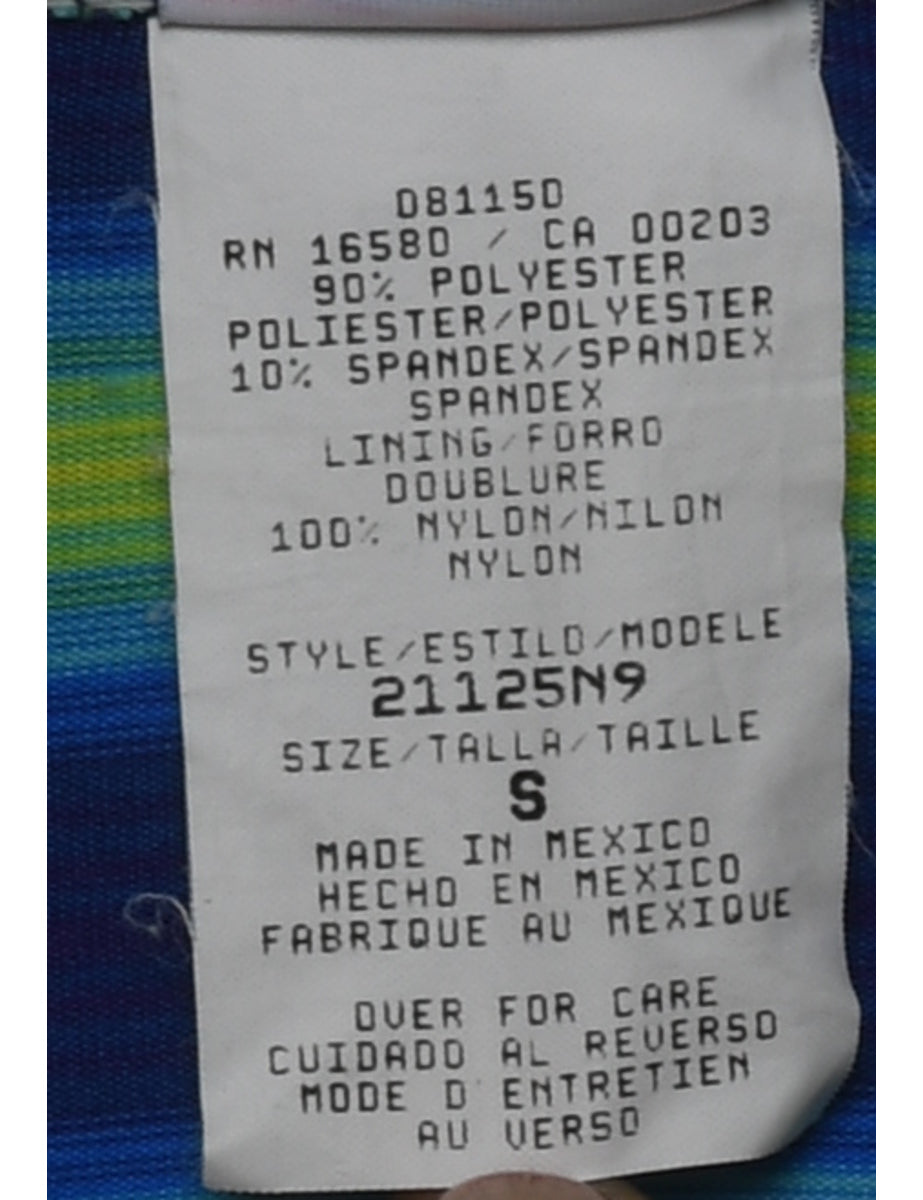 081150
RN 16580 / CA 00203
90% POLYESTER
POLIESTER/POLYESTER
10% SPANDEX/SPANDEX
SPANDEX
LINING/FORRO
DOUBLURE
100% NYLON/NILON
NYLON
STYLE/ESTILO/MODELE
21125N9
SIZE/TALLA/TAILLE
S
MADE IN MEXICO
HECHO EN MEXICO
FABRIQUE AU MEXIQUE
OVER FOR CARE
CUIDADO AL REVERSO
MODE D'ENTRETIEN
AU VERSO